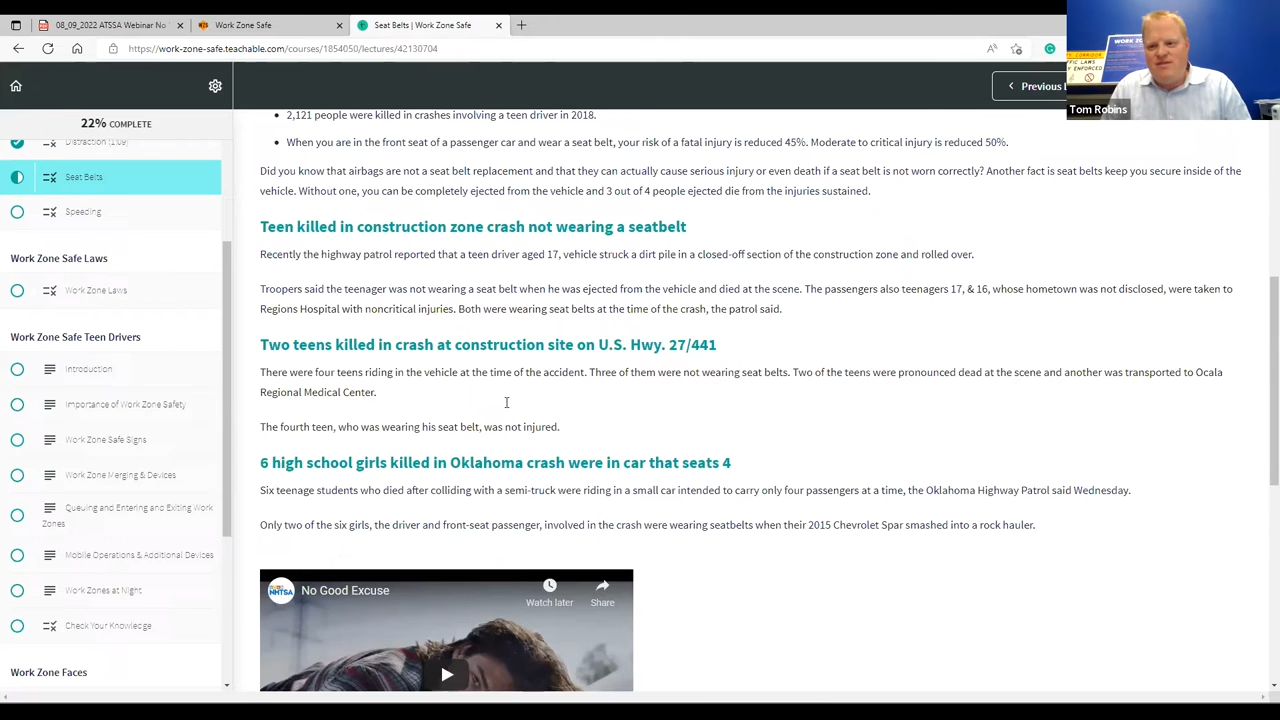 08_09_2022 ATSSA Webinar No
Work Zone Safe
Seat Belts | Work Zone Safe
https://work-zone-safe.teachable.com/courses/1854050/lectures/42130704
Previous
Tom Robins
22% COMPLETE
Distraction (1:09)
Seat Belts
Speeding
Work Zone Safe Laws
Work Zone Laws
Work Zone Safe Teen Drivers
Introduction
Importance of Work Zone Safety
Work Zone Safe Signs
Work Zone Merging & Devices
Queuing and Entering and Exiting Work
Zones
Mobile Operations & Additional Devices
Work Zones at Night
Check Your Knowledge
Work Zone Faces
• 2,121 people were killed in crashes involving a teen driver in 2018.
• When you are in the front seat of a passenger car and wear a seat belt, your risk of a fatal injury is reduced 45%. Moderate to critical injury is reduced 50%.
Did you know that airbags are not a seat belt replacement and that they can actually cause serious injury or even death if a seat belt is not worn correctly? Another fact is seat belts keep you secure inside of the
vehicle. Without one, you can be completely ejected from the vehicle and 3 out of 4 people ejected die from the injuries sustained.
Teen killed in construction zone crash not wearing a seatbelt
Recently the highway patrol reported that a teen driver aged 17, vehicle struck a dirt pile in a closed-off section of the construction zone and rolled over.
Troopers said the teenager was not wearing a seat belt when he was ejected from the vehicle and died at the scene. The passengers also teenagers 17, & 16, whose hometown was not disclosed, were taken to
Regions Hospital with noncritical injuries. Both were wearing seat belts at the time of the crash, the patrol said.
Two teens killed in crash at construction site on U.S. Hwy. 27/441
There were four teens riding in the vehicle at the time of the accident. Three of them were not wearing seat belts. Two of the teens were pronounced dead at the scene and another was transported to Ocala
Regional Medical Center.
The fourth teen, who was wearing his seat belt, was not injured.
6 high school girls killed in Oklahoma crash were in car that seats 4
Six teenage students who died after colliding with a semi-truck were riding in a small car intended to carry only four passengers at a time, the Oklahoma Highway Patrol said Wednesday.
Only two of the six girls, the driver and front-seat passenger, involved in the crash were wearing seatbelts when their 2015 Chevrolet Spar smashed into a rock hauler.
NHTSA
No Good Excuse
Watch later
Share